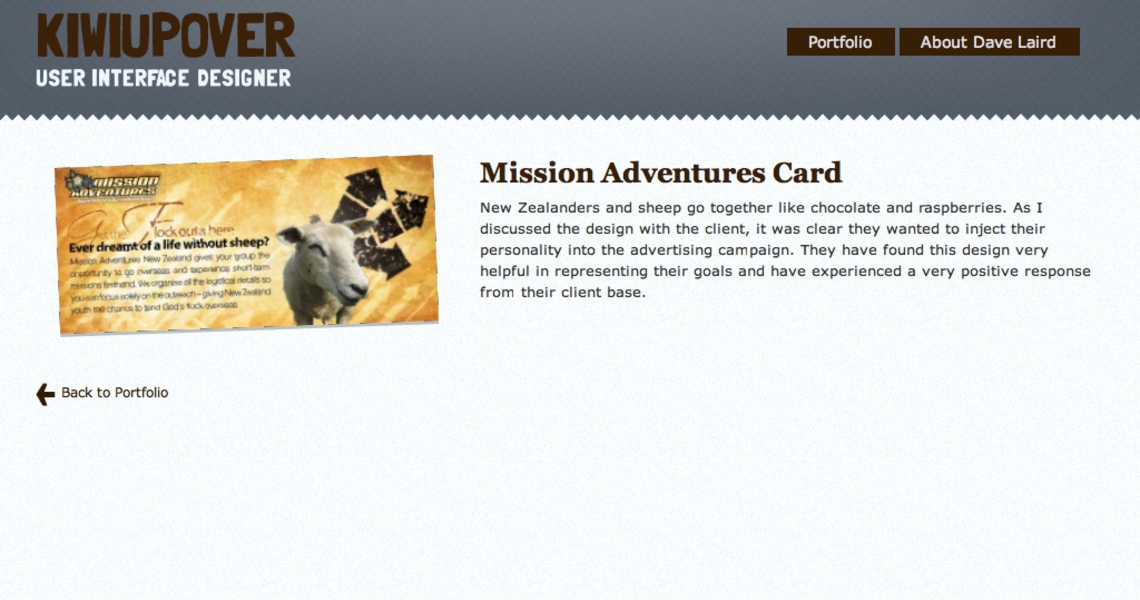 KIWIUPOVER
USER INTERFACE DESIGNER
Portfolio
About Dave Laird
MISSION
ADVENTURES
Get the Flock outa here
Ever dreamt of a life without sheep?
Mission Adventures New Zealand gives your group the
opportunity to go overseas and experience short-term
missions firsthand. We organise all the logistical details so
you can focus solely on the outreach – giving New Zealand
youth the chance to tend God's flock overseas.
Mission Adventures Card
New Zealanders and sheep go together like chocolate and raspberries. As I
discussed the design with the client, it was clear they wanted to inject their
personality into the advertising campaign. They have found this design very
helpful in representing their goals and have experienced a very positive response
from their client base.
Back to Portfolio